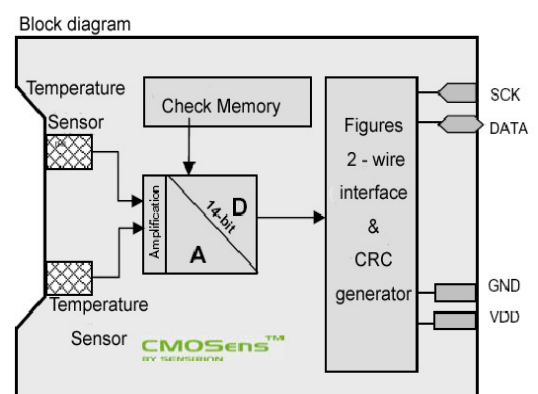 Block diagram
Temperature
Sensor
Check Memory
Amplification
14-bit
D
A
Figures
2 - wire
interface
&
CRC
generator
SCK
DATA
GND
VDD
Temperature
Sensor
CMOSens™
BY SENSIRION